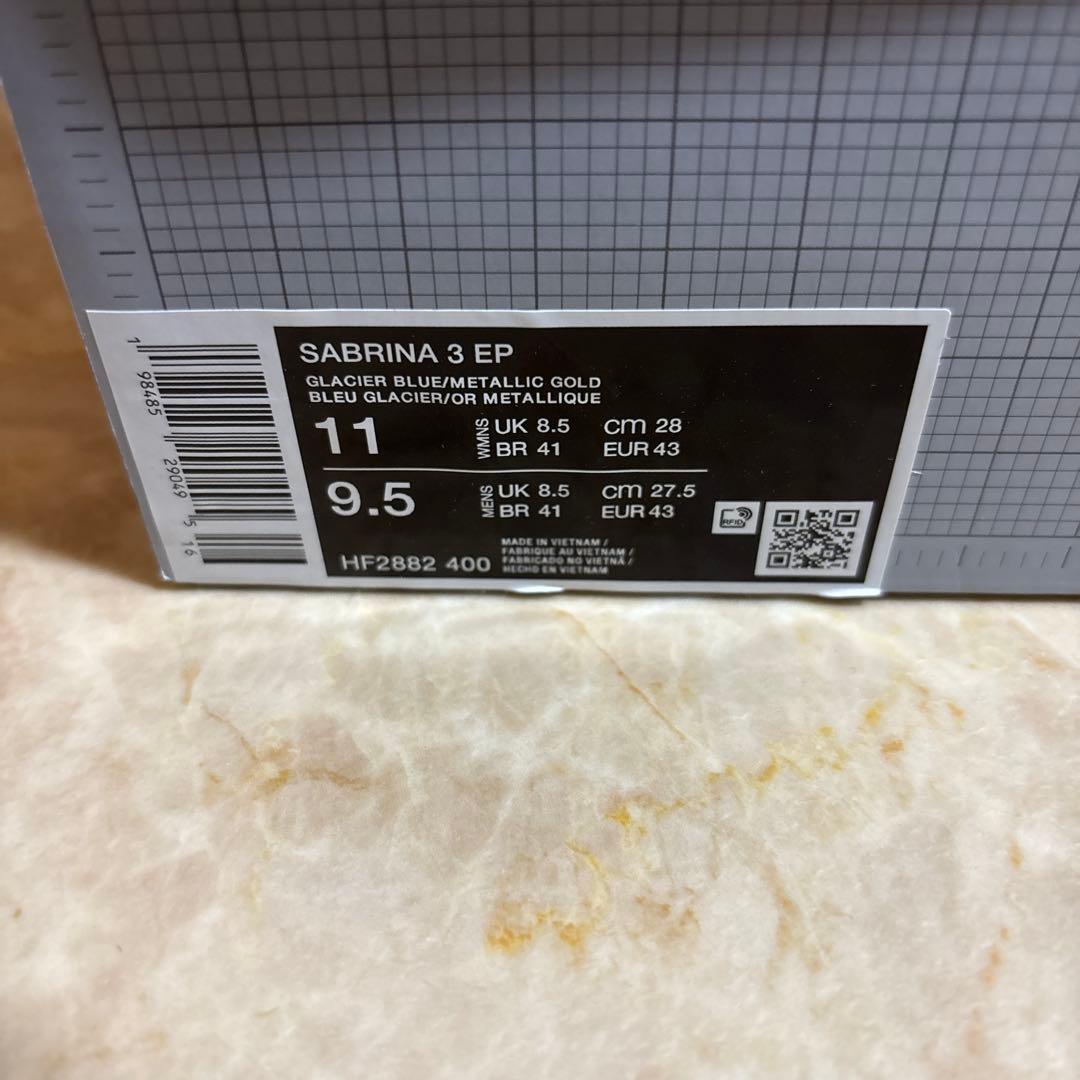 SABRINA 3 EP
GLACIER BLUE/METALLIC GOLD
BLEU GLACIER/OR METALLIQUE
11 WMNS UK 8.5 cm 28
BR 41 EUR 43
9.5 MENS UK 8.5 cm 27.5
BR 41 EUR 43
HF2882 400
MADE IN VIETNAM /
FABRIQUE AU VIETNAM /
FABRICADO NO VIETNÃ /
HECHO EN VIETNAM
RFID
1 98485 29049 5 16